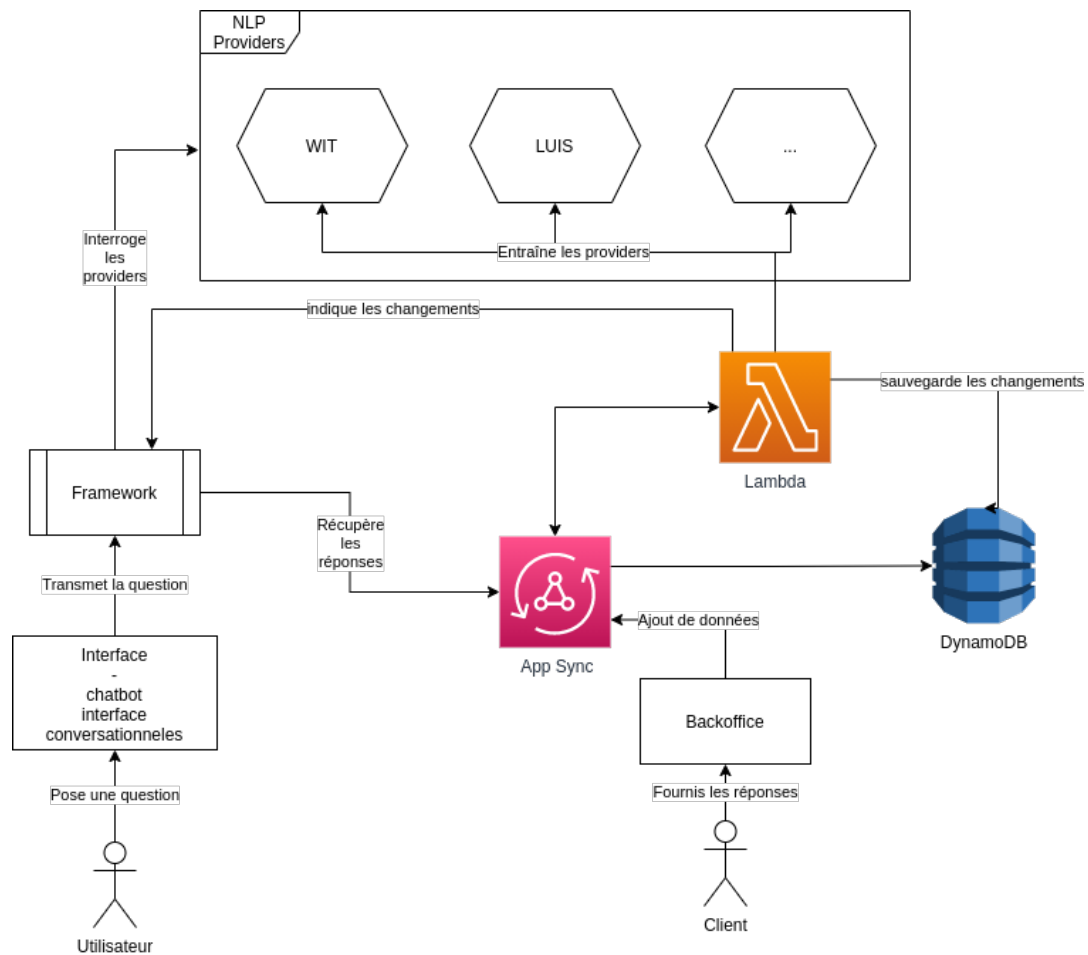 NLP
Providers
WIT
LUIS
...
Interroge
les
providers
Entraîne les providers
indique les changements
sauvegarde les changements
Lambda
Framework
Récupère
les
réponses
Transmet la question
App Sync
Ajout de données
DynamoDB
Interface
-
chatbot
interface
conversationneles
Backoffice
Pose une question
Fournis les réponses
Utilisateur
Client